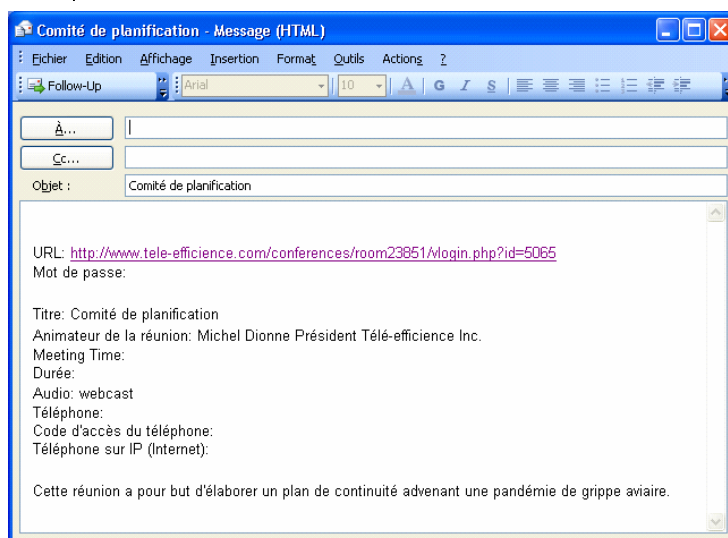 Comité de planification - Message (HTML)
Fichier Edition Affichage Insertion Format Outils Actions ?
Follow-Up Arial 10 A G I S
À...
Cc...
Objet : Comité de planification
URL: http://www.tele-efficience.com/conferences/room23851/vlogin.php?id=5065
Mot de passe:
Titre: Comité de planification
Animateur de la réunion: Michel Dionne Président Télé-efficience Inc.
Meeting Time:
Durée:
Audio: webcast
Téléphone:
Code d'accès du téléphone:
Téléphone sur IP (Internet):
Cette réunion a pour but d'élaborer un plan de continuité advenant une pandémie de grippe aviaire.